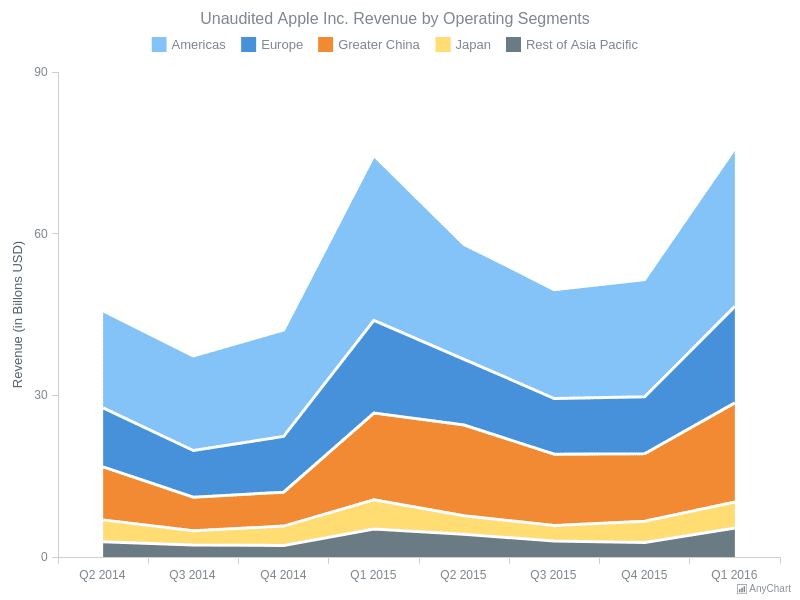 Unaudited Apple Inc. Revenue by Operating Segments
Americas Europe Greater China Japan Rest of Asia Pacific
Revenue (in Billons USD)
90
60
30
0
Q2 2014 Q3 2014 Q4 2014 Q1 2015 Q2 2015 Q3 2015 Q4 2015 Q1 2016
AnyChart